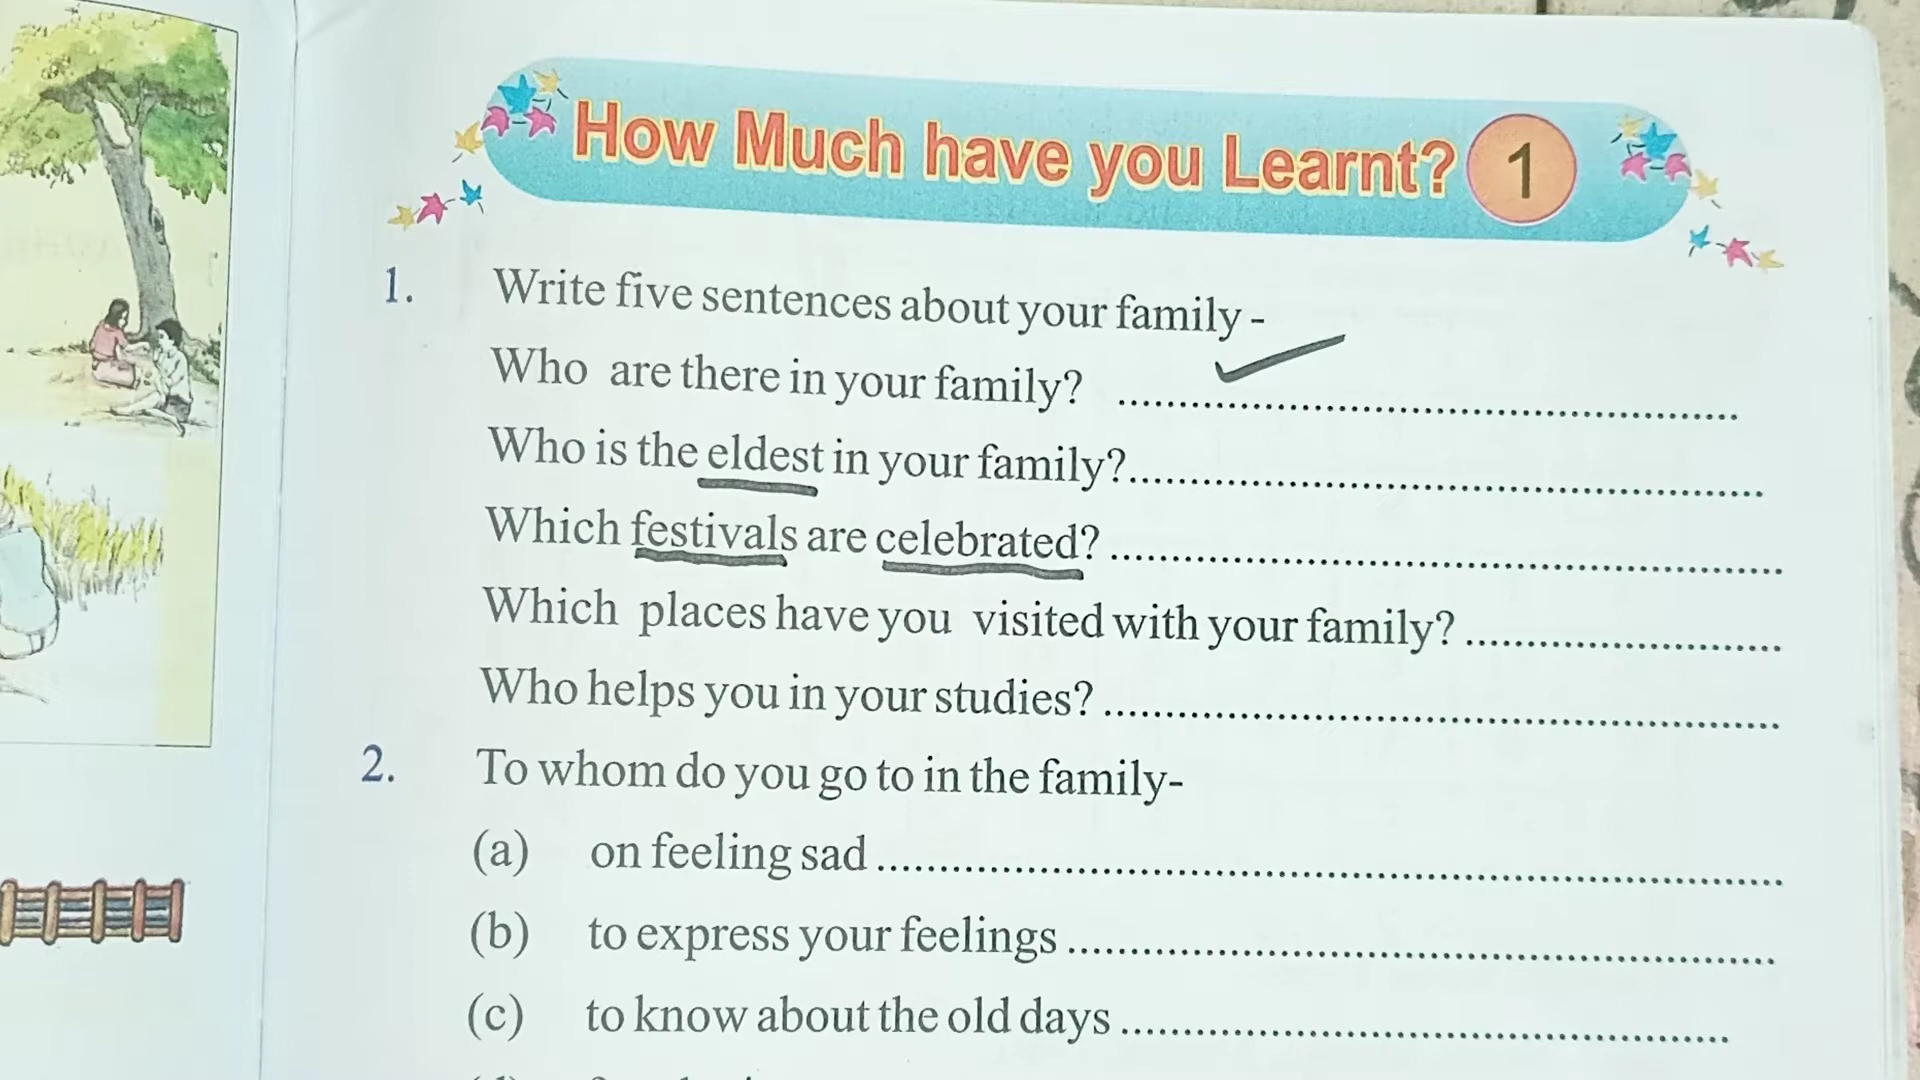 How Much have you Learnt? 1
1. Write five sentences about your family -
Who are there in your family? ..............................
Who is the eldest in your family?..............................
Which festivals are celebrated? ..............................
Which places have you visited with your family? ..............................
Who helps you in your studies? ..............................
2. To whom do you go to in the family-
(a) on feeling sad ..............................
(b) to express your feelings ..............................
(c) to know about the old days ..............................